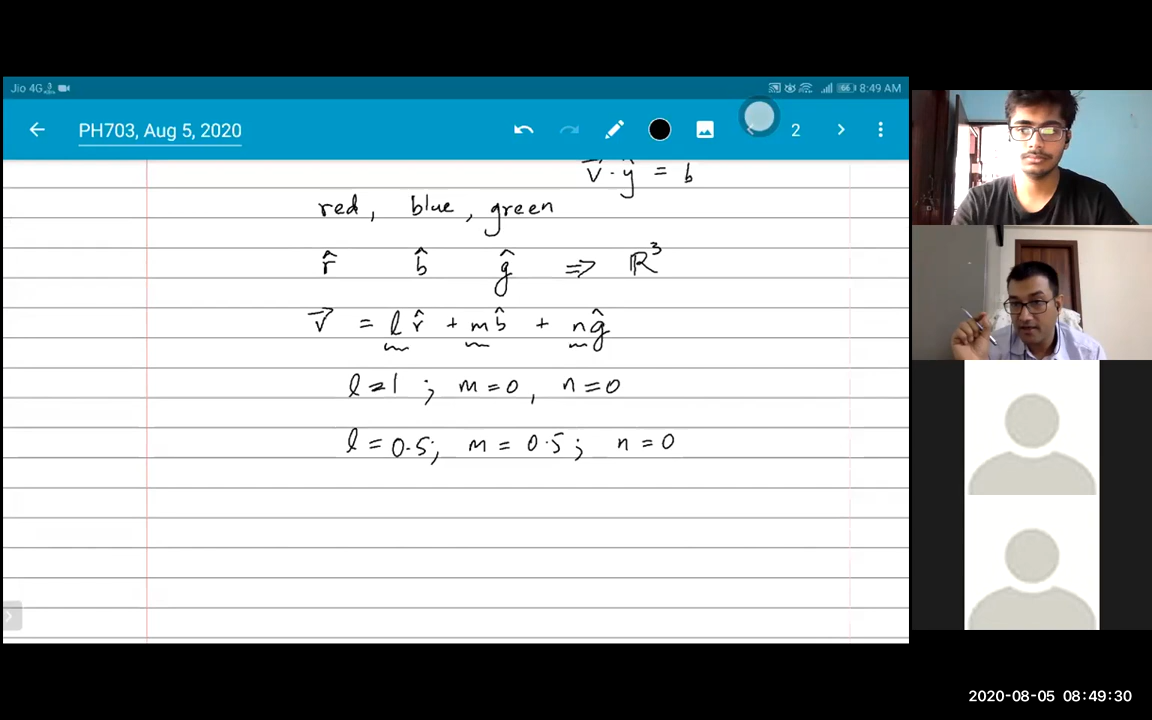 Jio 4G 66 8:49 AM
PH703, Aug 5, 2020 2
v⃗ · ŷ = b
red, blue, green
r̂ b̂ ĝ ⇒ ℝ³
v⃗ = l r̂ + m b̂ + n ĝ
l = 1 ; m = 0, n = 0
l = 0.5; m = 0.5; n = 0
2020-08-05 08:49:30